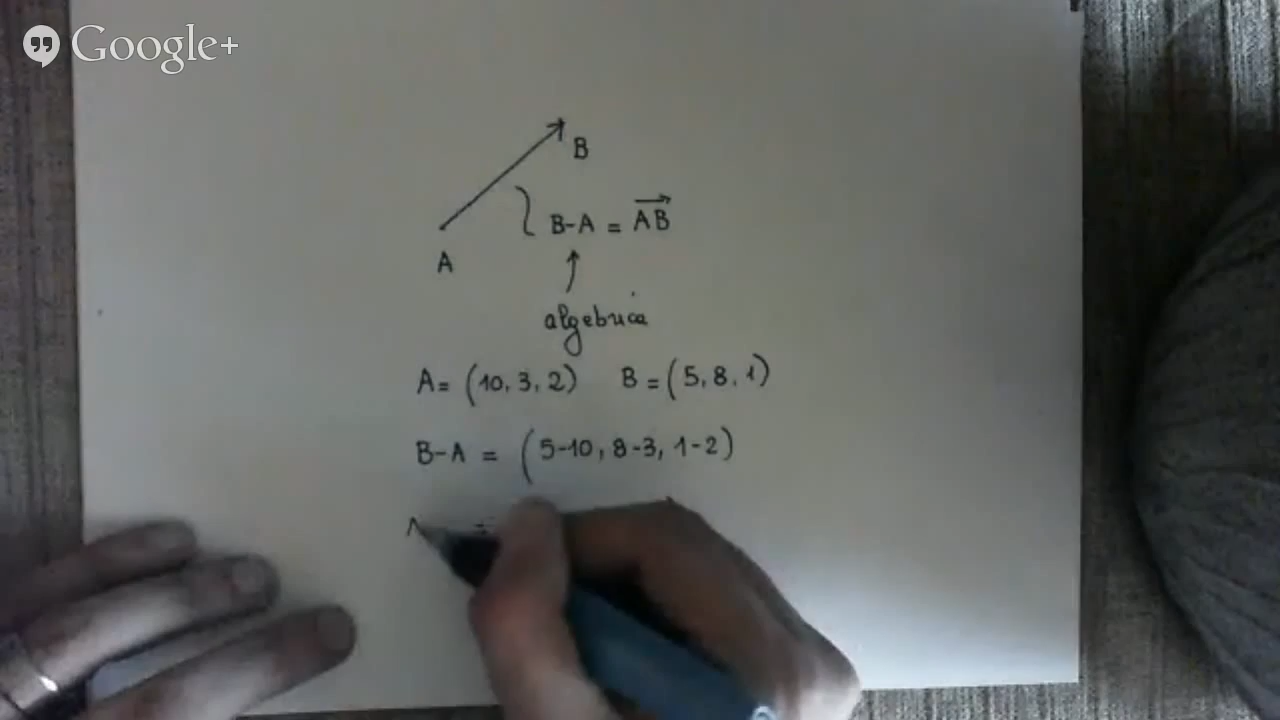 Google+
B
B-A = AB
A
algebrica
A= (10, 3, 2) B = (5, 8, 1)
B-A = (5-10, 8-3, 1-2)
A =